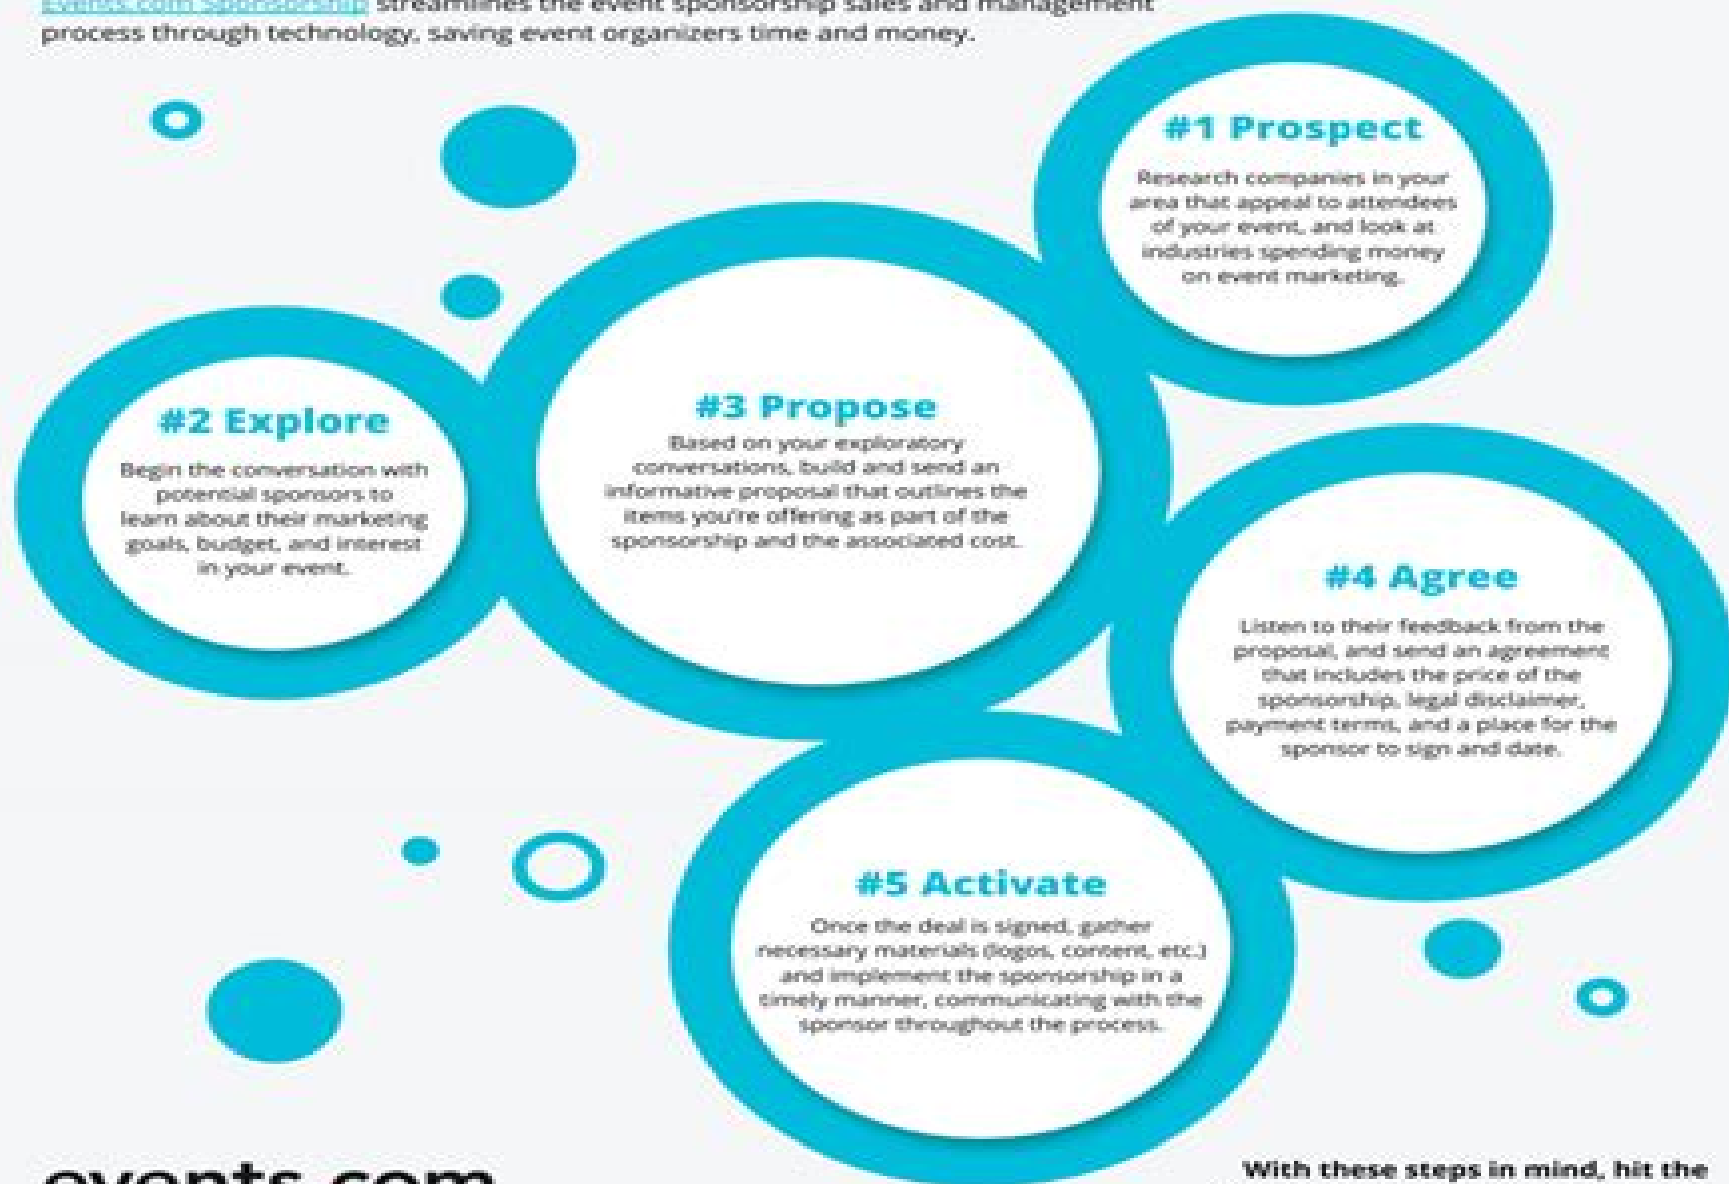 Events.com Sponsorship streamlines the event sponsorship sales and management
process through technology, saving event organizers time and money.
#1 Prospect
Research companies in your
area that appeal to attendees
of your event, and look at
industries spending money
on event marketing.
#2 Explore
Begin the conversation with
potential sponsors to
learn about their marketing
goals, budget, and interest
in your event.
#3 Propose
Based on your exploratory
conversations, build and send an
informative proposal that outlines the
items you're offering as part of the
sponsorship and the associated cost.
#4 Agree
Listen to their feedback from the
proposal, and send an agreement
that includes the price of the
sponsorship, legal disclaimer,
payment terms, and a place for the
sponsor to sign and date.
#5 Activate
Once the deal is signed, gather
necessary materials (logos, content, etc.)
and implement the sponsorship in a
timely manner, communicating with the
sponsor throughout the process.
events.com
With these steps in mind, hit the